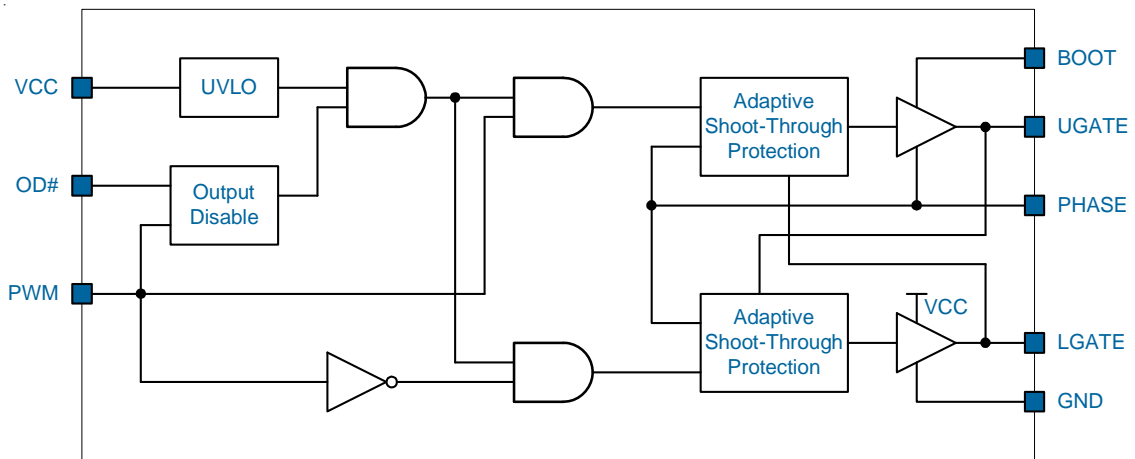 VCC
UVLO
OD#
Output
Disable
PWM
Adaptive
Shoot-Through
Protection
Adaptive
Shoot-Through
Protection
VCC
BOOT
UGATE
PHASE
LGATE
GND